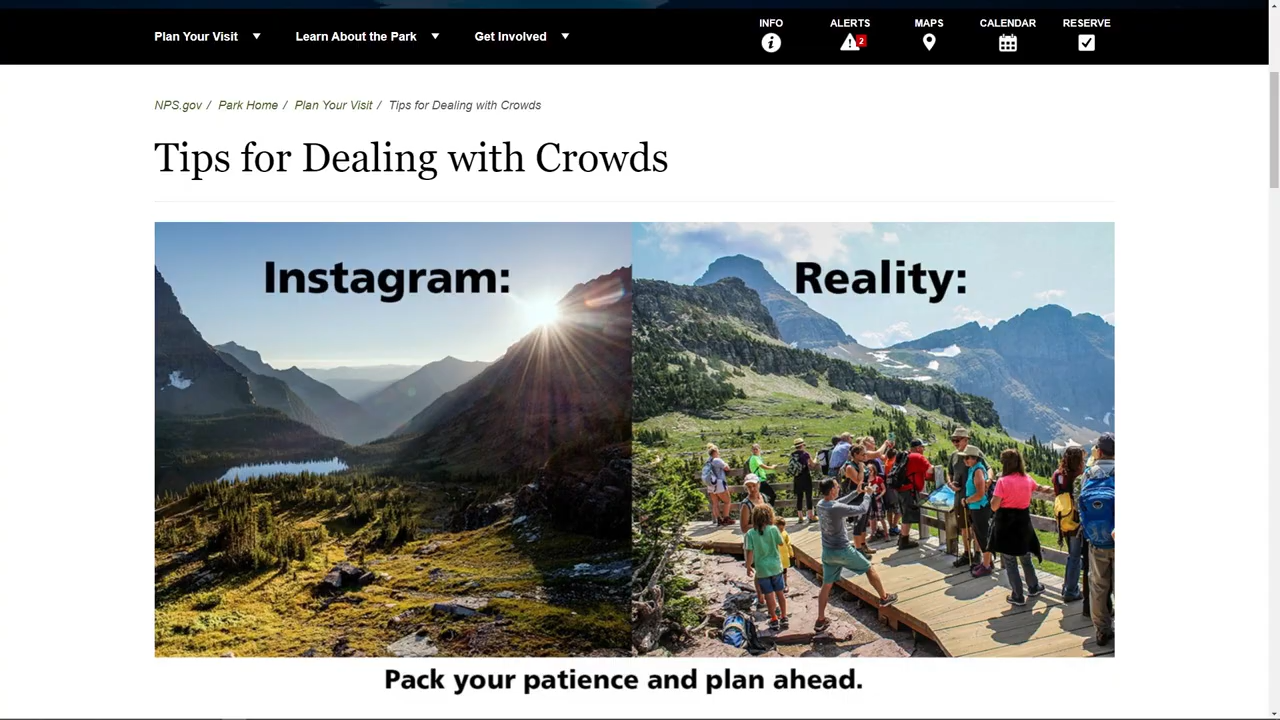 Plan Your Visit Learn About the Park Get Involved INFO ALERTS MAPS CALENDAR RESERVE
2
NPS.gov / Park Home / Plan Your Visit / Tips for Dealing with Crowds
Tips for Dealing with Crowds
Instagram: Reality:
Pack your patience and plan ahead.